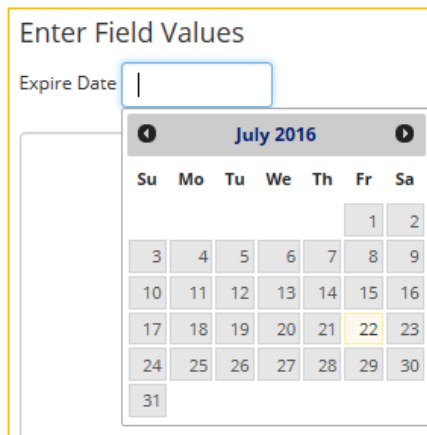 Enter Field Values
Expire Date
July 2016
Su Mo Tu We Th Fr Sa
1 2
3 4 5 6 7 8 9
10 11 12 13 14 15 16
17 18 19 20 21 22 23
24 25 26 27 28 29 30
31